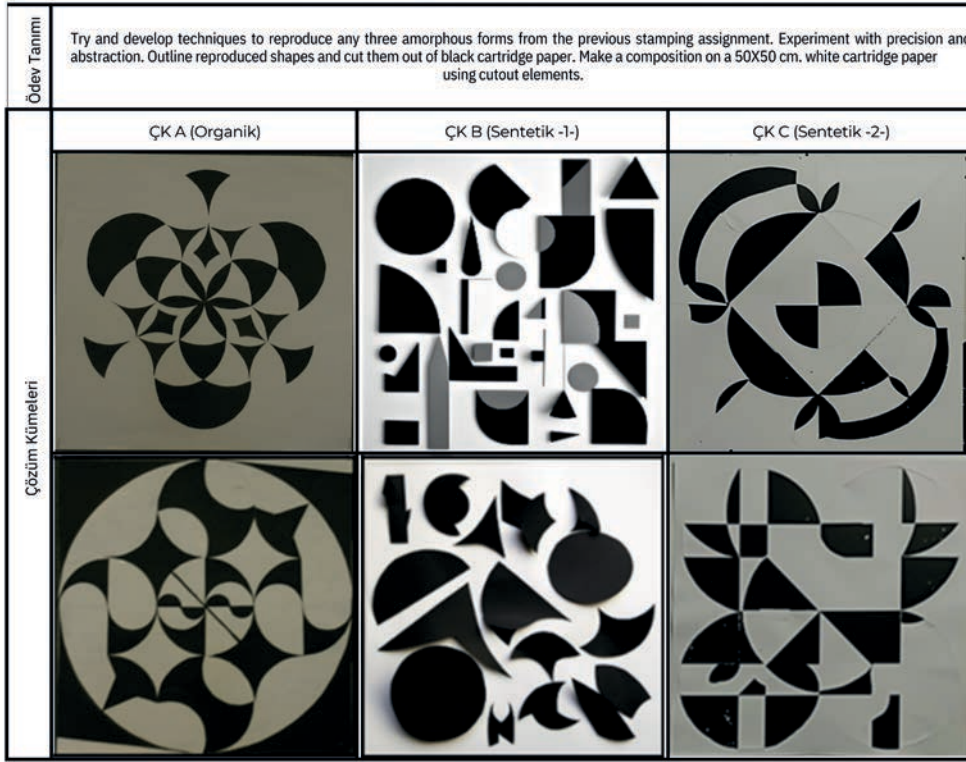 Ödev Tanımı
Try and develop techniques to reproduce any three amorphous forms from the previous stamping assignment. Experiment with precision and
abstraction. Outline reproduced shapes and cut them out of black cartridge paper. Make a composition on a 50X50 cm. white cartridge paper
using cutout elements.
ÇK A (Organik)
ÇK B (Sentetik -1-)
ÇK C (Sentetik -2-)
Çözüm Kümeleri